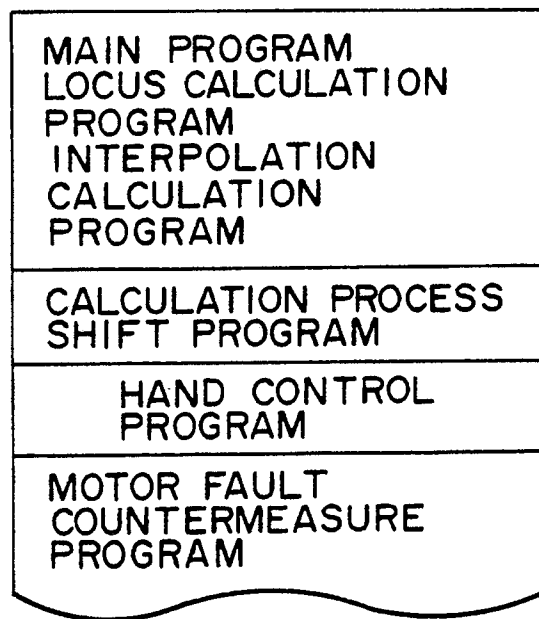 MAIN PROGRAM
LOCUS CALCULATION
PROGRAM
INTERPOLATION
CALCULATION
PROGRAM
CALCULATION PROCESS
SHIFT PROGRAM
HAND CONTROL
PROGRAM
MOTOR FAULT
COUNTERMEASURE
PROGRAM